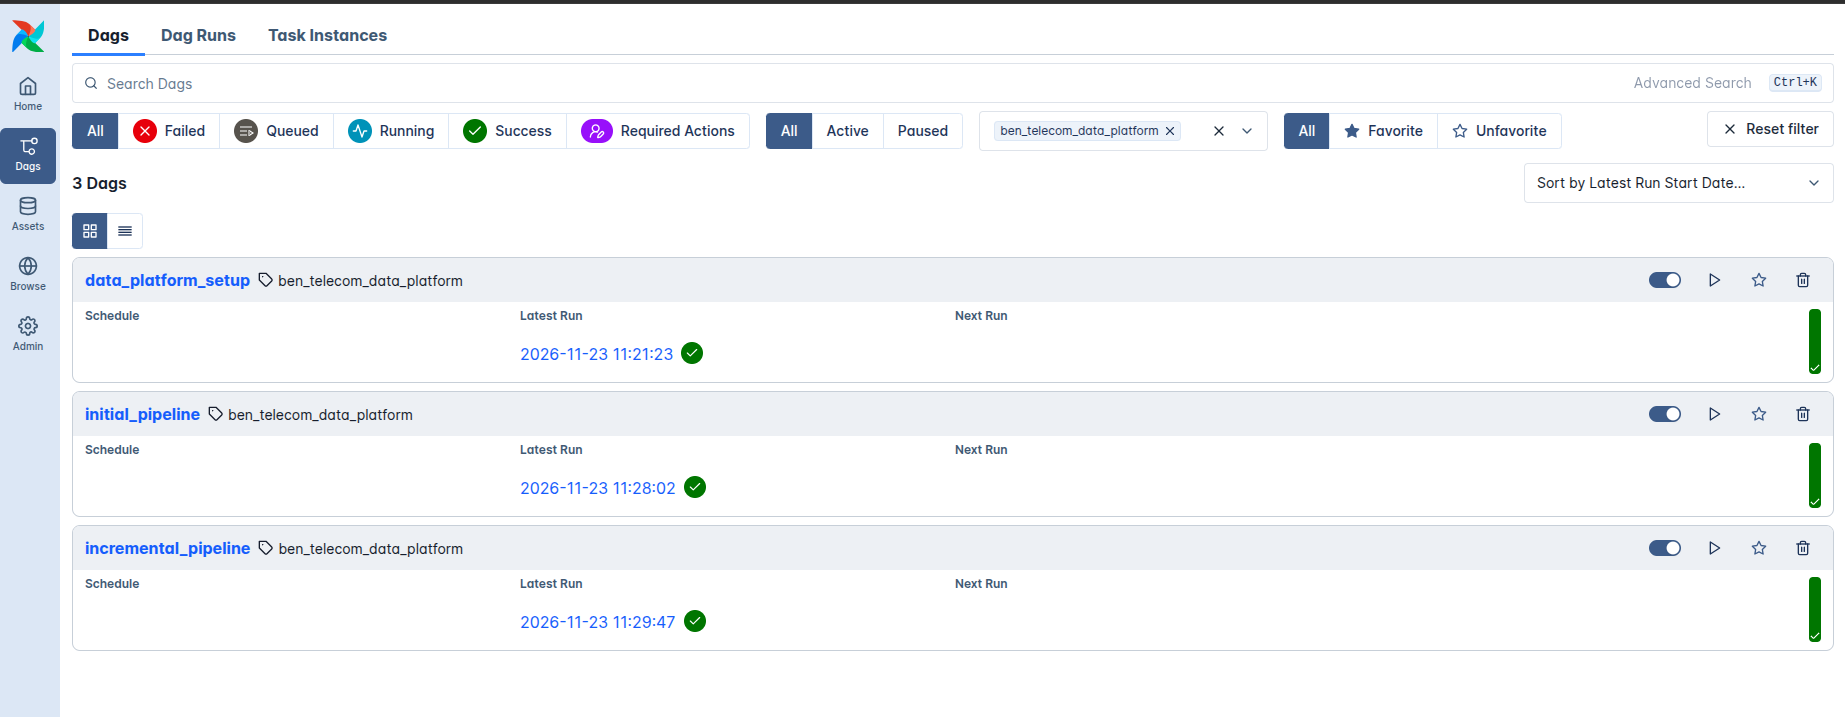 Dags Dag Runs Task Instances
Search Dags Advanced Search Ctrl+K
Home
All Failed Queued Running Success Required Actions All Active Paused ben_telecom_data_platform All Favorite Unfavorite Reset filter
Dags
3 Dags Sort by Latest Run Start Date...
Assets
Browse
Admin
data_platform_setup ben_telecom_data_platform
Schedule Latest Run Next Run
2026-11-23 11:21:23
initial_pipeline ben_telecom_data_platform
Schedule Latest Run Next Run
2026-11-23 11:28:02
incremental_pipeline ben_telecom_data_platform
Schedule Latest Run Next Run
2026-11-23 11:29:47